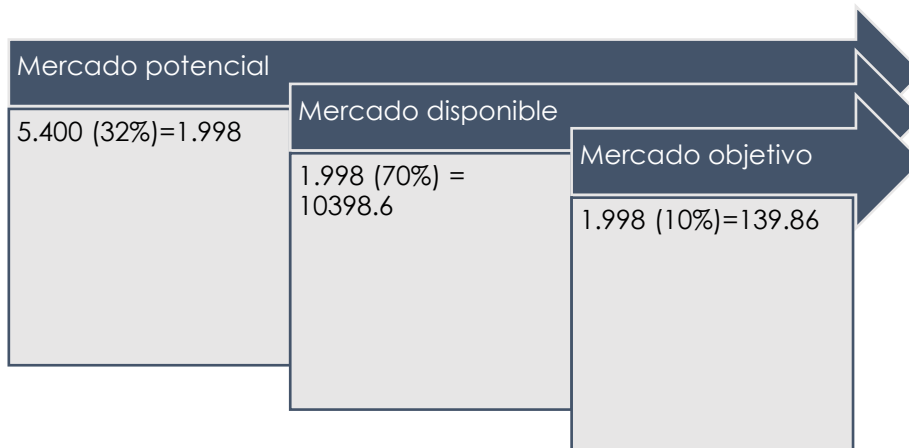 Mercado potencial
5.400 (32%)=1.998
Mercado disponible
1.998 (70%) =
10398.6
Mercado objetivo
1.998 (10%)=139.86